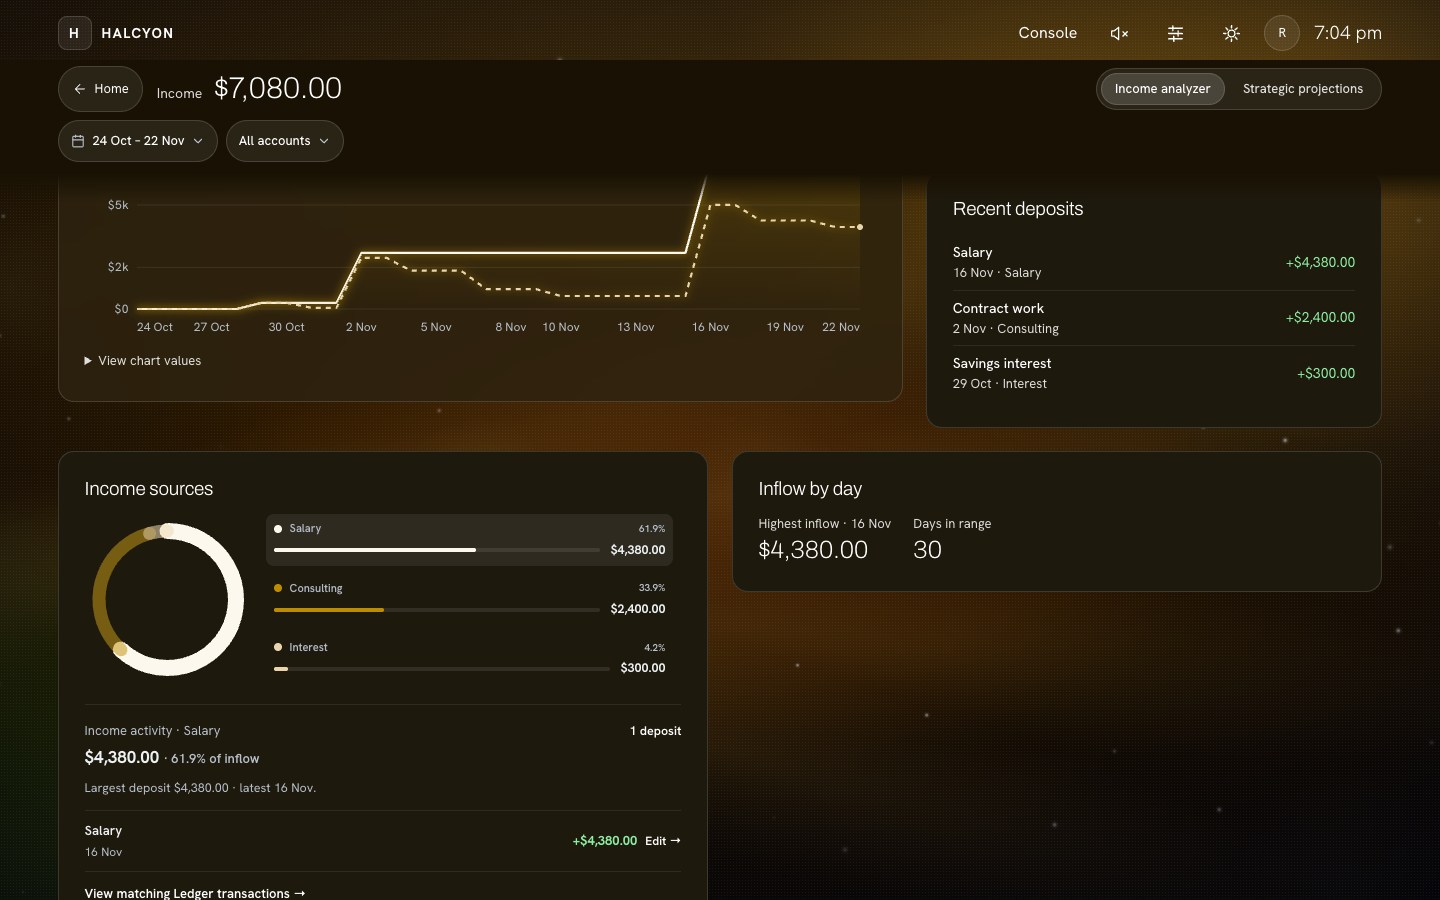 H HALCYON
Console
R
7:04 pm
Home
Income $7,080.00
Income analyzer
Strategic projections
24 Oct – 22 Nov
All accounts
$5k
$2k
$0
24 Oct 27 Oct 30 Oct 2 Nov 5 Nov 8 Nov 10 Nov 13 Nov 16 Nov 19 Nov 22 Nov
View chart values
Recent deposits
Salary
16 Nov · Salary
+$4,380.00
Contract work
2 Nov · Consulting
+$2,400.00
Savings interest
29 Oct · Interest
+$300.00
Income sources
Salary 61.9%
$4,380.00
Consulting 33.9%
$2,400.00
Interest 4.2%
$300.00
Income activity · Salary 1 deposit
$4,380.00 · 61.9% of inflow
Largest deposit $4,380.00 · latest 16 Nov.
Salary
16 Nov
+$4,380.00 Edit →
View matching Ledger transactions →
Inflow by day
Highest inflow · 16 Nov Days in range
$4,380.00 30